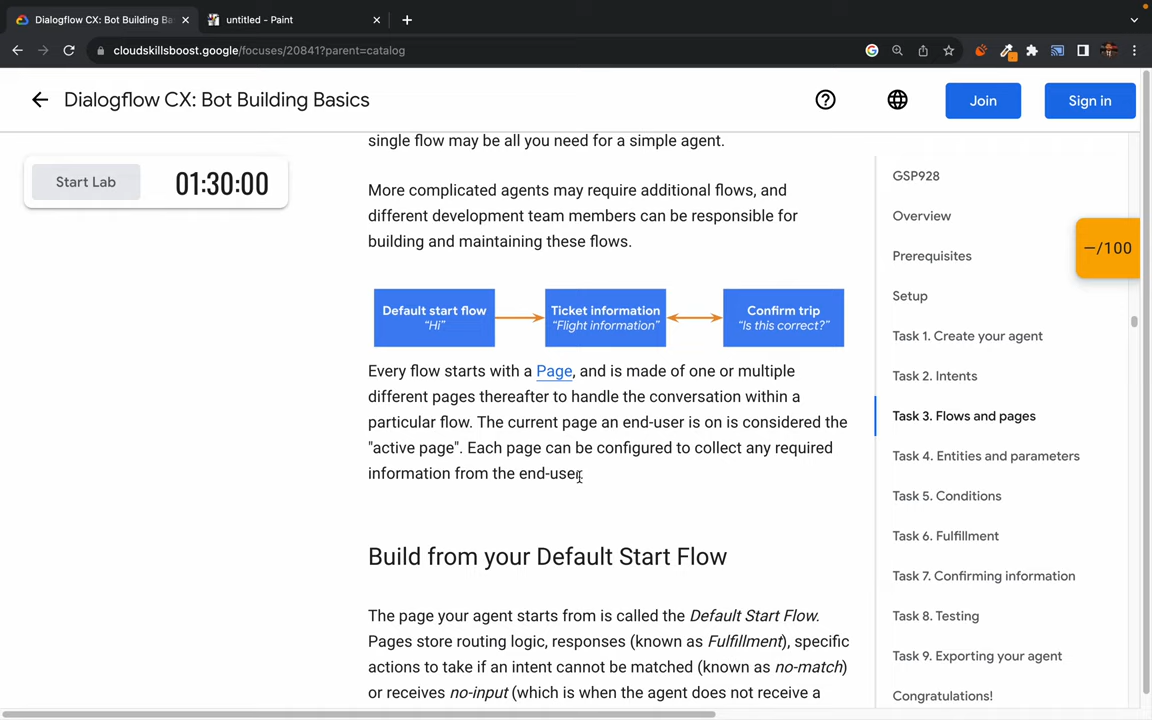 Dialogflow CX: Bot Building Ba
untitled - Paint
cloudskillsboost.google/focuses/20841?parent=catalog
Dialogflow CX: Bot Building Basics
Join
Sign in
Start Lab
01:30:00
single flow may be all you need for a simple agent.
More complicated agents may require additional flows, and
different development team members can be responsible for
building and maintaining these flows.
Default start flow
“Hi”
Ticket information
“Flight information”
Confirm trip
“Is this correct?”
Every flow starts with a Page, and is made of one or multiple
different pages thereafter to handle the conversation within a
particular flow. The current page an end-user is on is considered the
"active page". Each page can be configured to collect any required
information from the end-user.
Build from your Default Start Flow
The page your agent starts from is called the Default Start Flow.
Pages store routing logic, responses (known as Fulfillment), specific
actions to take if an intent cannot be matched (known as no-match)
or receives no-input (which is when the agent does not receive a
GSP928
Overview
Prerequisites
Setup
Task 1. Create your agent
Task 2. Intents
Task 3. Flows and pages
Task 4. Entities and parameters
Task 5. Conditions
Task 6. Fulfillment
Task 7. Confirming information
Task 8. Testing
Task 9. Exporting your agent
Congratulations!
—/100